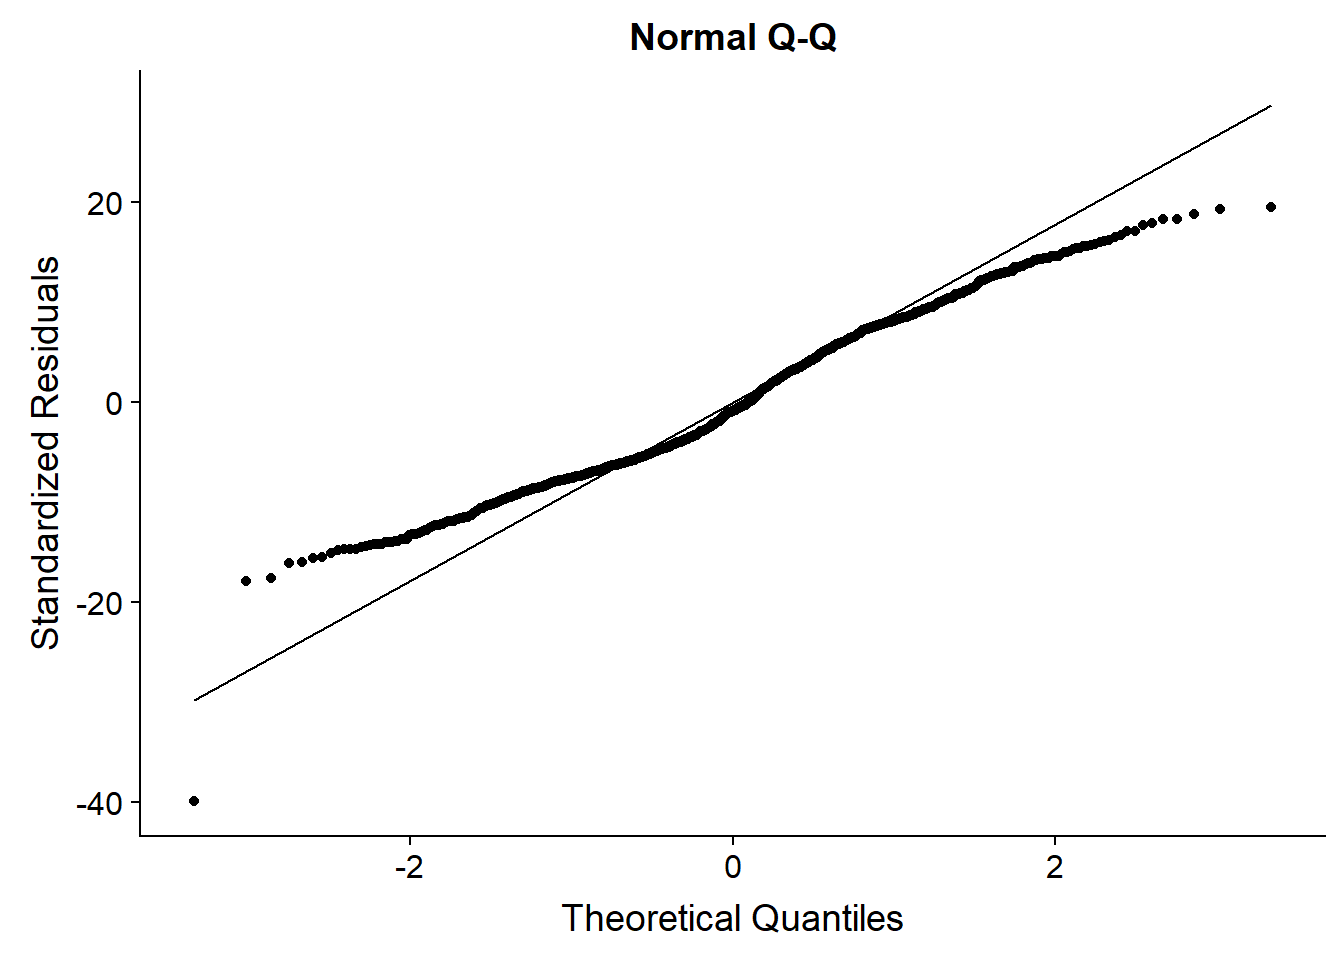 Normal Q-Q
Standardized Residuals
20
0
-20
-40
-2 0 2
Theoretical Quantiles